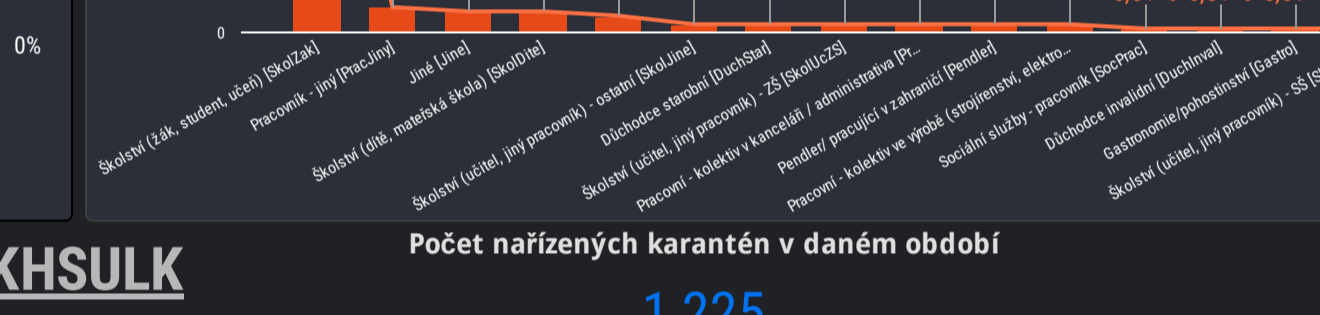 0%
0
Školství (žák, student, učeň) [SkolZak]
Pracovník - jiný [PracJiny]
Jiné [Jine]
Školství (dítě, mateřská škola) [SkolDite]
Školství (učitel, jiný pracovník) - ostatní [SkolJine]
Důchodce starobní [DuchStar]
Školství (učitel, jiný pracovník) - ZŠ [SkolUcZS]
Pracovní - kolektiv v kanceláři / administrativa [Pr...
Pendler/ pracující v zahraničí [Pendler]
Pracovní - kolektiv ve výrobě (strojírenství, elektro...
Sociální služby - pracovník [SocPrac]
Důchodce invalidní [DuchInval]
Gastronomie/pohostinství [Gastro]
Školství (učitel, jiný pracovník) - SŠ
KHSULK
Počet nařízených karantén v daném období
1 225